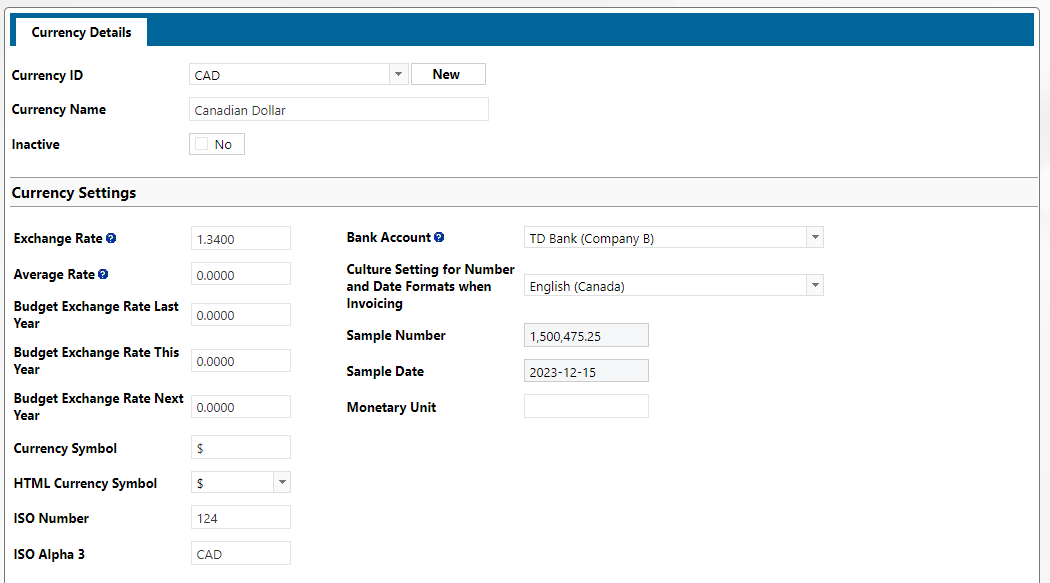 Currency Details
Currency ID
CAD
New
Currency Name
Canadian Dollar
Inactive
No
Currency Settings
Exchange Rate
1.3400
Average Rate
0.0000
Budget Exchange Rate Last
Year
0.0000
Budget Exchange Rate This
Year
0.0000
Budget Exchange Rate Next
Year
0.0000
Currency Symbol
$
HTML Currency Symbol
$
ISO Number
124
ISO Alpha 3
CAD
Bank Account
TD Bank (Company B)
Culture Setting for Number
and Date Formats when
Invoicing
English (Canada)
Sample Number
1,500,475.25
Sample Date
2023-12-15
Monetary Unit